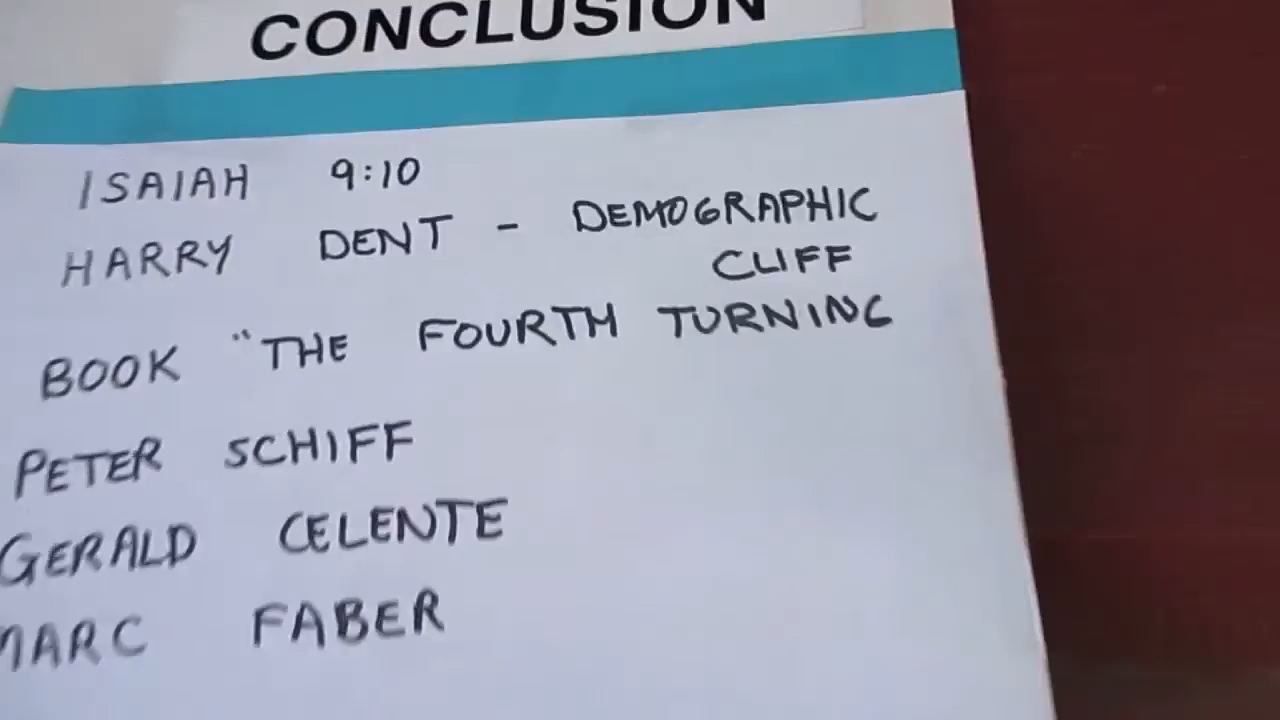 CONCLUSION
ISAIAH 9:10
HARRY DENT - DEMOGRAPHIC
CLIFF
BOOK "THE FOURTH TURNING
PETER SCHIFF
GERALD CELENTE
MARC FABER